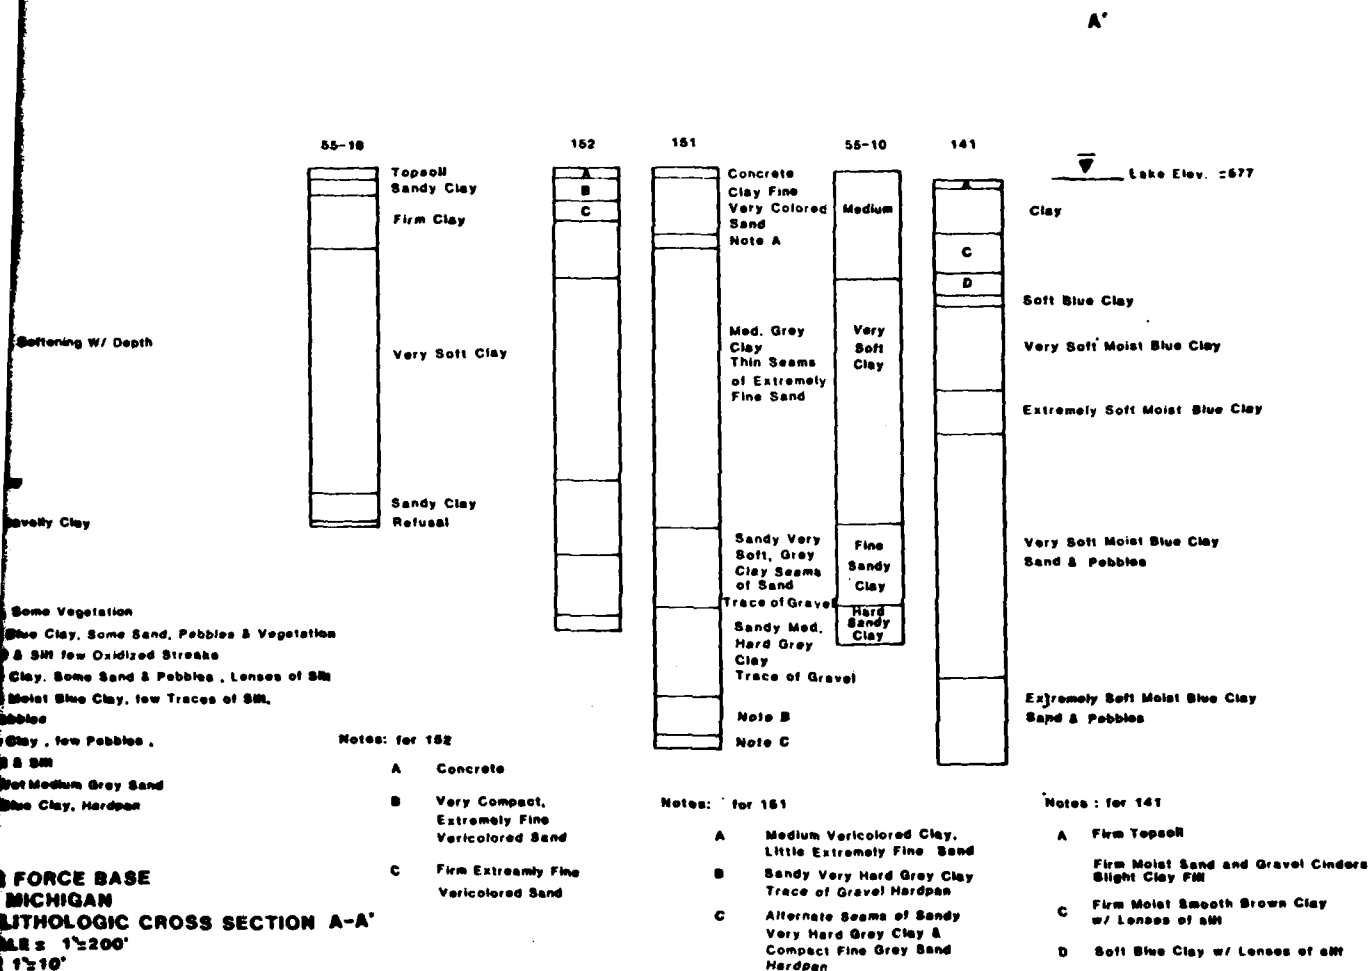 A'
55-16
152
151
55-10
141
Topsoil
Sandy Clay
Firm Clay
Very Soft Clay
Sandy Clay
Refusal
A
B
C
Concrete
Clay Fine
Very Colored
Sand
Note A
Med. Grey
Clay
Thin Seams
of Extremely
Fine Sand
Sandy Very
Soft, Grey
Clay Seams
of Sand
Trace of Gravel
Sandy Med.
Hard Grey
Clay
Trace of Gravel
Note B
Note C
Medium
Very
Soft
Clay
Fine
Sandy
Clay
Hard
Sandy
Clay
A
C
D
Lake Elev. =577
Clay
Soft Blue Clay
Very Soft Moist Blue Clay
Extremely Soft Moist Blue Clay
Very Soft Moist Blue Clay
Sand & Pebbles
Extremely Soft Moist Blue Clay
Sand & Pebbles
Softening W/ Depth
Clay
Some Vegetation
Blue Clay, Some Sand, Pebbles & Vegetation
& Silt few Oxidized Streaks
Clay, Some Sand & Pebbles, Lenses of Silt
Moist Blue Clay, few Traces of Silt,
Clay, few Pebbles,
& Silt
Wet Medium Grey Sand
Blue Clay, Hardpan
FORCE BASE
MICHIGAN
LITHOLOGIC CROSS SECTION A-A'
1"=200'
1"=10'
Notes: for 152
A Concrete
B Very Compact,
Extremely Fine
Vericolored Sand
C Firm Extreamly Fine
Vericolored Sand
Notes: for 151
A Medium Vericolored Clay,
Little Extremely Fine Sand
B Sandy Very Hard Grey Clay
Trace of Gravel Hardpan
C Alternate Seams of Sandy
Very Hard Grey Clay &
Compact Fine Grey Sand
Hardpan
Notes: for 141
A Firm Topsoil
Firm Moist Sand and Gravel Cinders
Slight Clay Fill
C Firm Moist Smooth Brown Clay
w/ Lenses of silt
D Soft Blue Clay w/ Lenses of silt